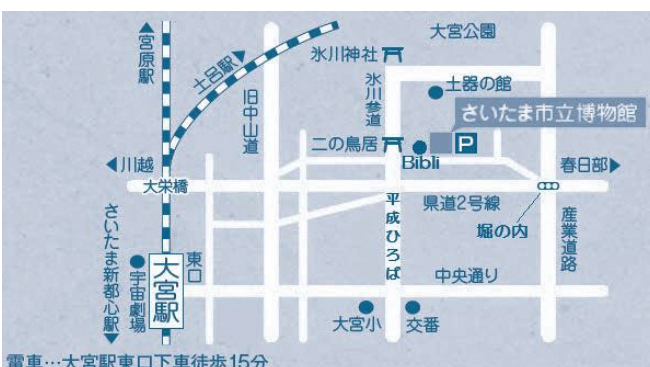 ▲宮原駅
土呂駅▶
旧中山道
氷川神社
氷川参道
大宮公園
土器の館
さいたま市立博物館
二の鳥居
Bibli
P
◀川越
大栄橋
春日部▶
県道2号線
堀の内
産業道路
平成ひろば
さいたま新都心駅▼
宇宙劇場
大宮駅
東口
中央通り
大宮小
交番
電車…大宮駅東口下車徒歩15分